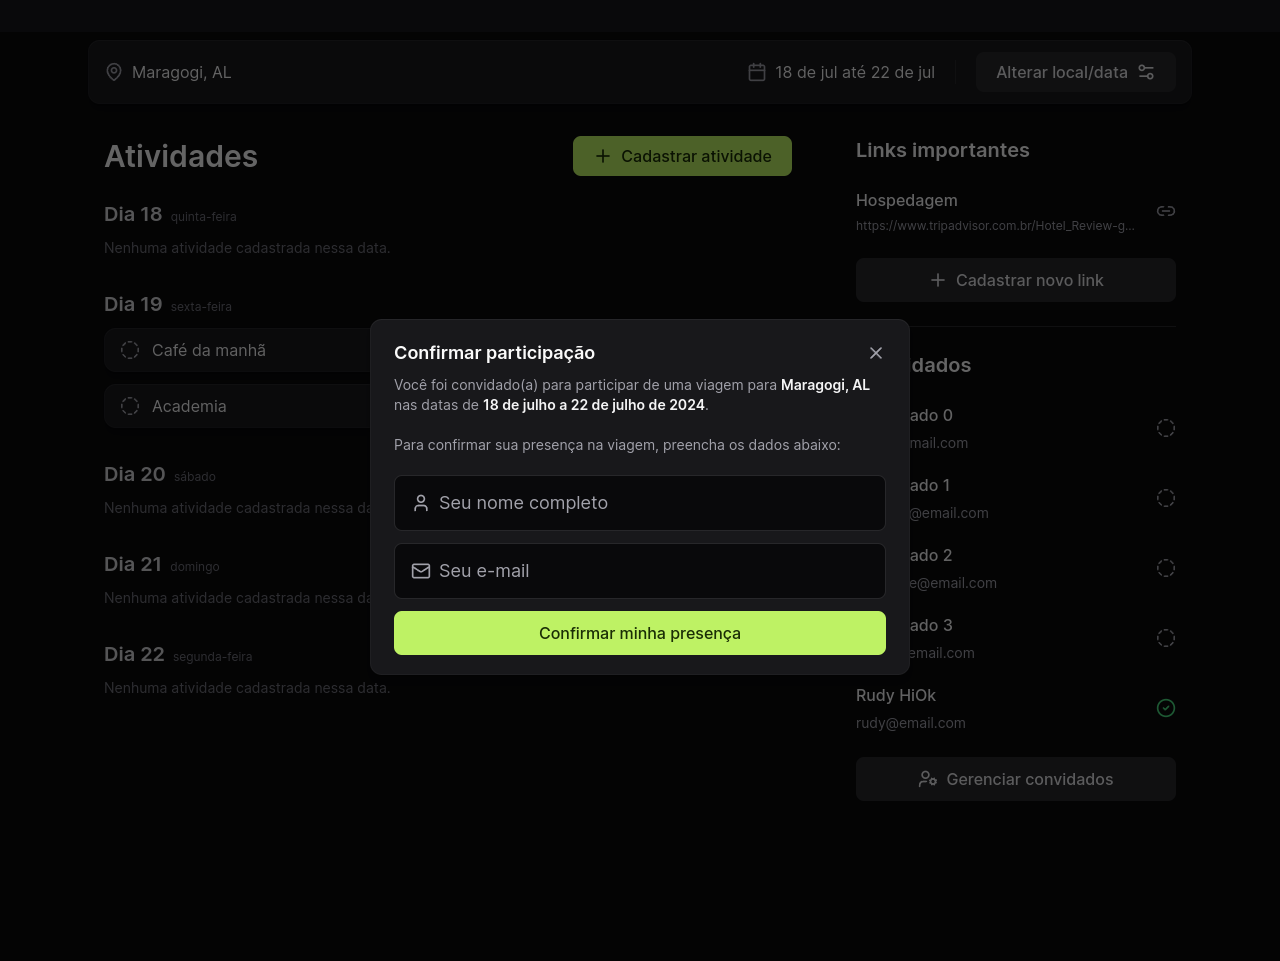 Maragogi, AL
18 de jul até 22 de jul
Alterar local/data
Atividades
Cadastrar atividade
Dia 18 quinta-feira
Nenhuma atividade cadastrada nessa data.
Dia 19 sexta-feira
Café da manhã
Academia
Dia 20 sábado
Nenhuma atividade cadastrada nessa da
Dia 21 domingo
Nenhuma atividade cadastrada nessa da
Dia 22 segunda-feira
Nenhuma atividade cadastrada nessa data.
Links importantes
Hospedagem
https://www.tripadvisor.com.br/Hotel_Review-g...
Cadastrar novo link
dados
ado 0
mail.com
ado 1
@email.com
ado 2
e@email.com
ado 3
email.com
Rudy HiOk
rudy@email.com
Gerenciar convidados
Confirmar participação
Você foi convidado(a) para participar de uma viagem para Maragogi, AL
nas datas de 18 de julho a 22 de julho de 2024.
Para confirmar sua presença na viagem, preencha os dados abaixo:
Seu nome completo
Seu e-mail
Confirmar minha presença